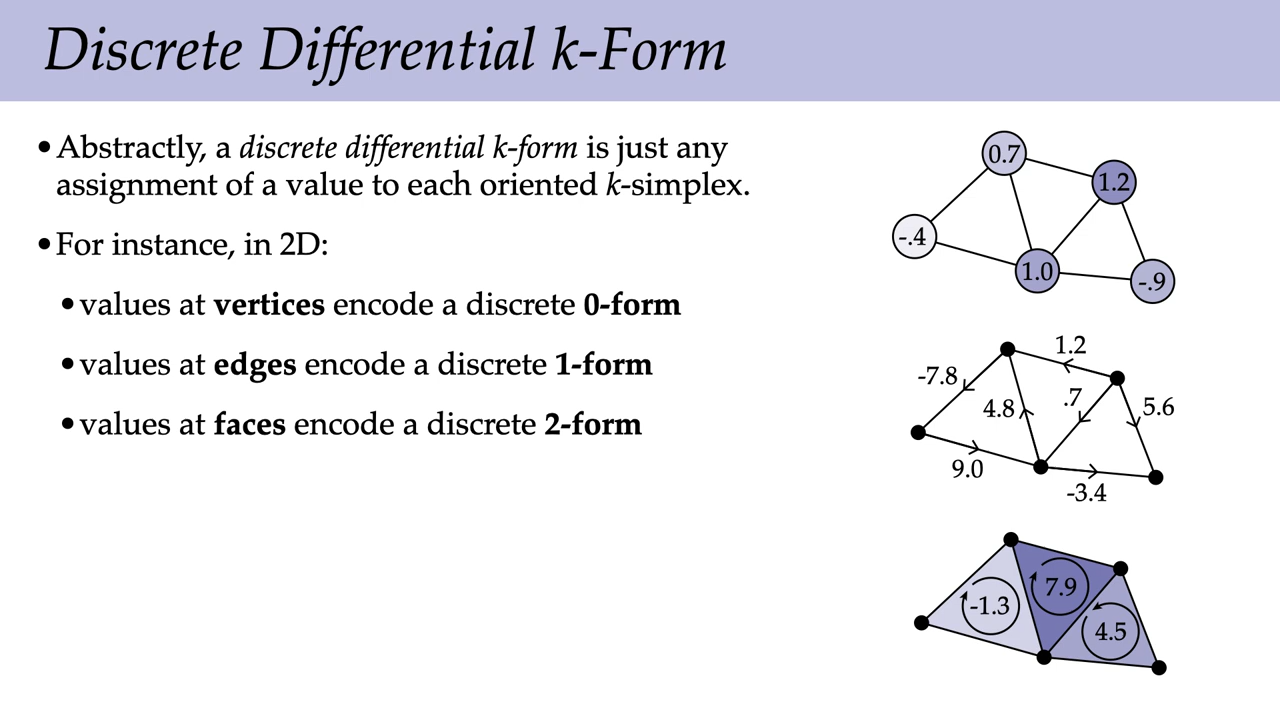 Discrete Differential k-Form
•Abstractly, a discrete differential k-form is just any
assignment of a value to each oriented k-simplex.
•For instance, in 2D:
•values at vertices encode a discrete 0-form
•values at edges encode a discrete 1-form
•values at faces encode a discrete 2-form
0.7
1.2
-.4
1.0
-.9
1.2
-7.8
4.8
.7
5.6
9.0
-3.4
7.9
-1.3
4.5